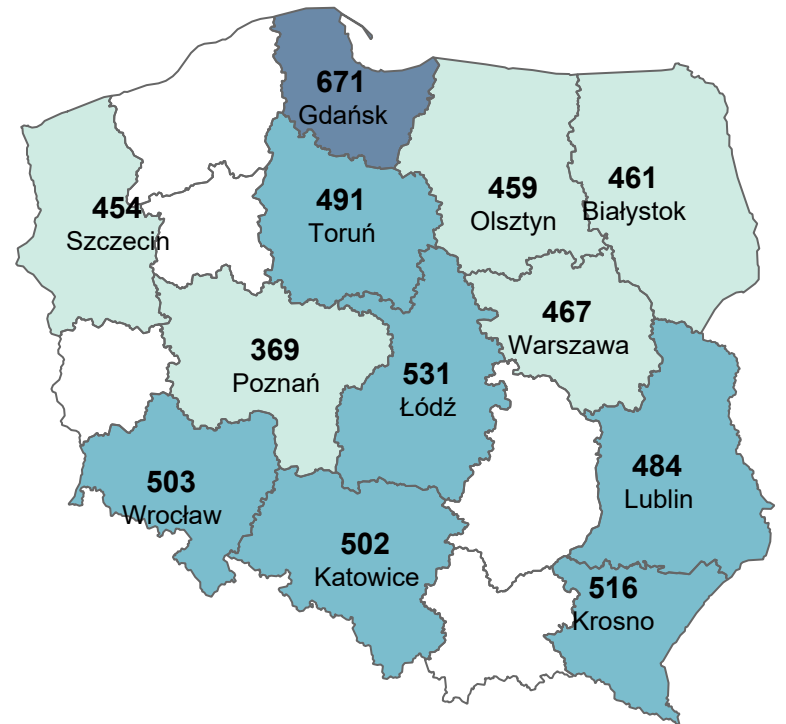 671
Gdańsk
454
Szczecin
491
Toruń
459
Olsztyn
461
Białystok
467
Warszawa
369
Poznań
531
Łódź
503
Wrocław
502
Katowice
484
Lublin
516
Krosno